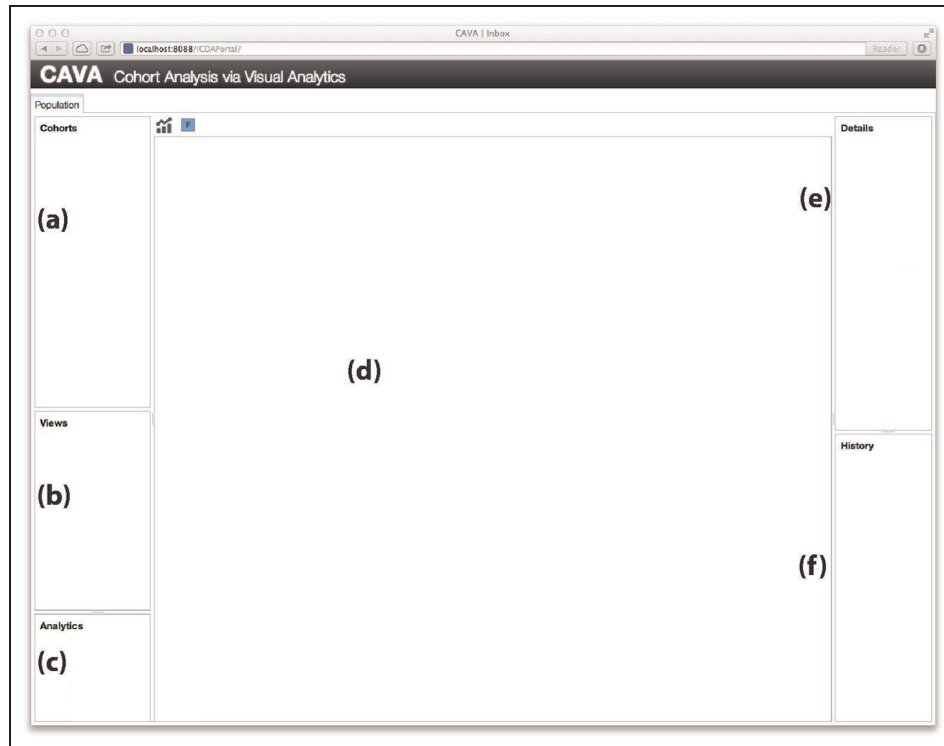 CAVA | Inbox
localhost:8088/ICDAPortal/
Reader
CAVA Cohort Analysis via Visual Analytics
Population
Cohorts
F
Details
(a)
(e)
(d)
Views
History
(b)
(f)
Analytics
(c)